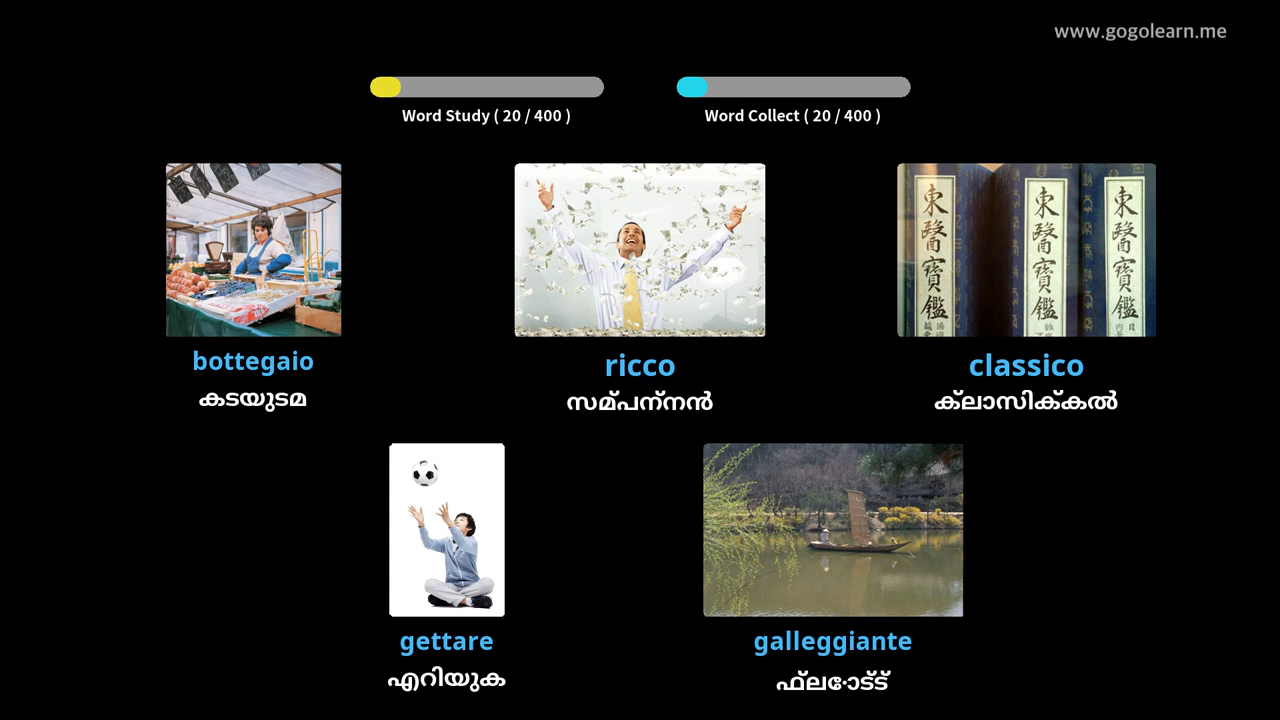 www.gogolearn.me
Word Study ( 20 / 400 )
Word Collect ( 20 / 400 )
東醫寶鑑
東醫寶鑑
東醫寶鑑
bottegaio
കടയുടമ
ricco
സമ്പന്നൻ
classico
ക്ലാസിക്കൽ
gettare
എറിയുക
galleggiante
ഫ്ലോട്ട്